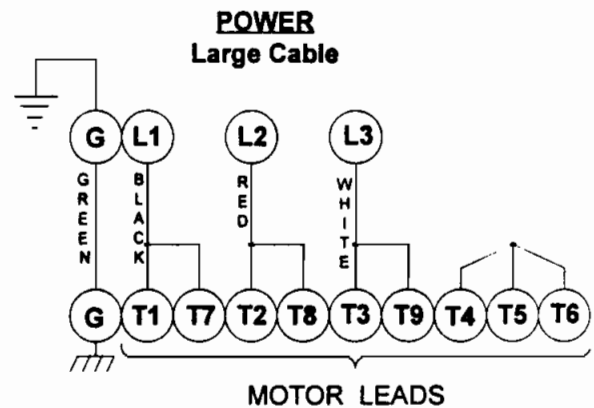 POWER
Large Cable
G L1 L2 L3
GREEN BLACK RED WHITE
G T1 T7 T2 T8 T3 T9 T4 T5 T6
MOTOR LEADS